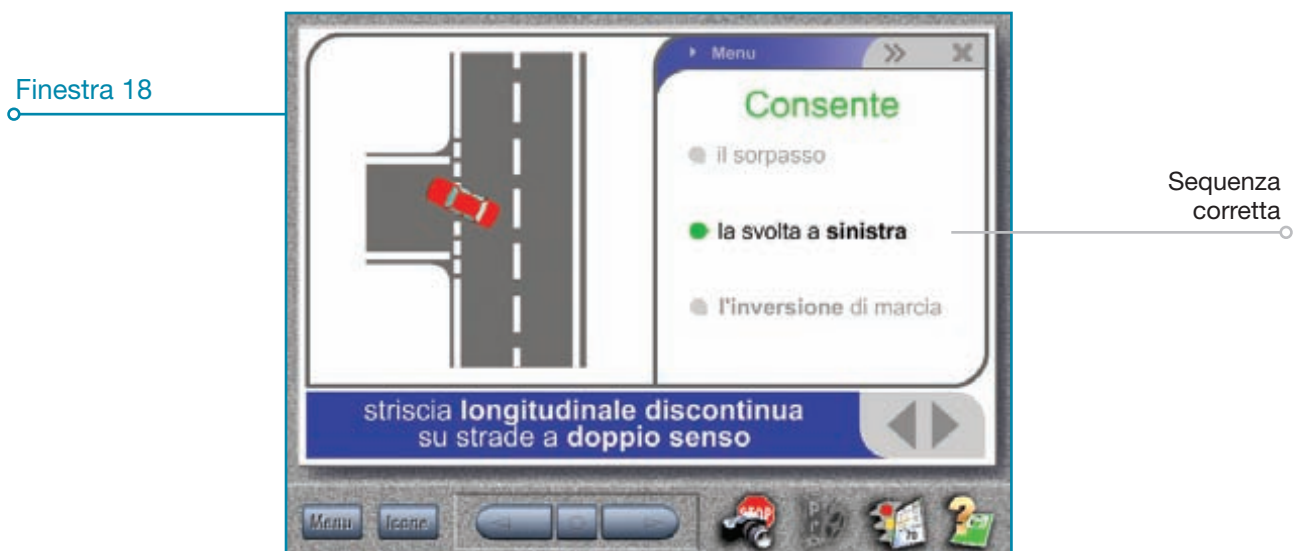 Finestra 18
Menu
Consente
il sorpasso
la svolta a sinistra
l'inversione di marcia
Sequenza
corretta
striscia longitudinale discontinua
su strade a doppio senso
Menu
Icone
STOP